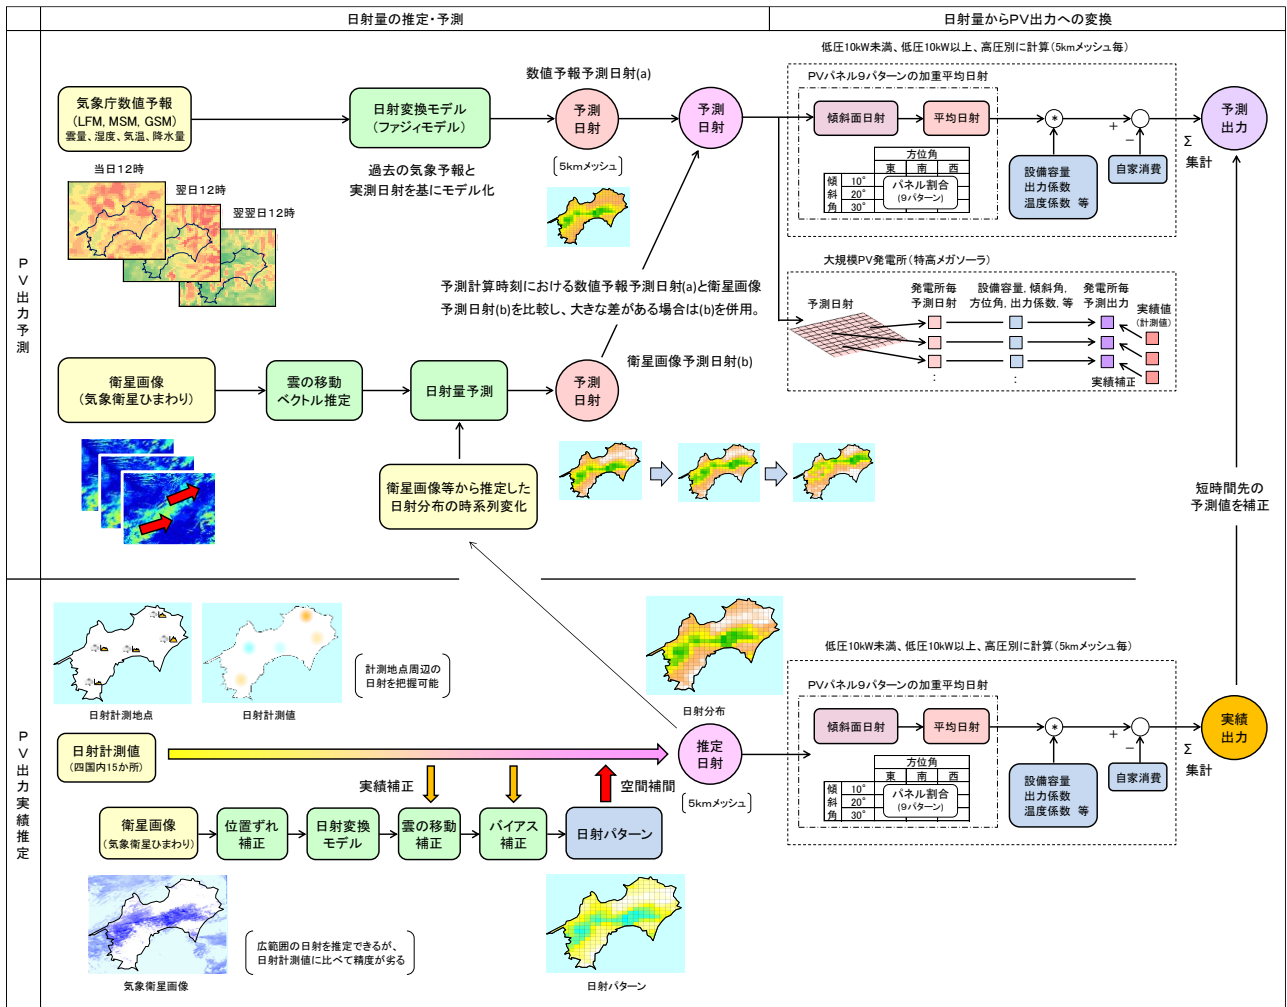 日射量の推定・予測
日射量からPV出力への変換
PV出力予測
気象庁数値予報
(LFM, MSM, GSM)
雲量、湿度、気温、降水量
日射変換モデル
(ファジィモデル)
過去の気象予報と
実測日射を基にモデル化
数値予報予測日射(a)
予測
日射
〔5kmメッシュ〕
予測
日射
当日12時
翌日12時
翌翌日12時
予測計算時刻における数値予報予測日射(a)と衛星画像
予測日射(b)を比較し、大きな差がある場合は(b)を併用。
衛星画像予測日射(b)
衛星画像
(気象衛星ひまわり)
雲の移動
ベクトル推定
日射量予測
予測
日射
衛星画像等から推定した
日射分布の時系列変化
低圧10kW未満、低圧10kW以上、高圧別に計算(5kmメッシュ毎)
PVパネル9パターンの加重平均日射
傾斜面日射
平均日射
方位角
東 南 西
傾 10°
斜 20°
角 30°
パネル割合
(9パターン)
*
設備容量
出力係数
温度係数 等
+
−
自家消費
Σ
集計
予測
出力
大規模PV発電所(特高メガソーラ)
予測日射
発電所毎
予測日射
設備容量, 傾斜角,
方位角, 出力係数, 等
発電所毎
予測出力
実績値
(計測値)
実績補正
:
:
:
短時間先の
予測値を補正
PV出力実績推定
日射計測地点
日射計測値
計測地点周辺の
日射を把握可能
日射分布
日射計測値
(四国内15か所)
推定
日射
〔5kmメッシュ〕
実績補正
空間補間
衛星画像
(気象衛星ひまわり)
位置ずれ
補正
日射変換
モデル
雲の移動
補正
バイアス
補正
日射パターン
気象衛星画像
広範囲の日射を推定できるが、
日射計測値に比べて精度が劣る
日射パターン
低圧10kW未満、低圧10kW以上、高圧別に計算(5kmメッシュ毎)
PVパネル9パターンの加重平均日射
傾斜面日射
平均日射
方位角
東 南 西
傾 10°
斜 20°
角 30°
パネル割合
(9パターン)
*
設備容量
出力係数
温度係数 等
+
−
自家消費
Σ
集計
実績
出力